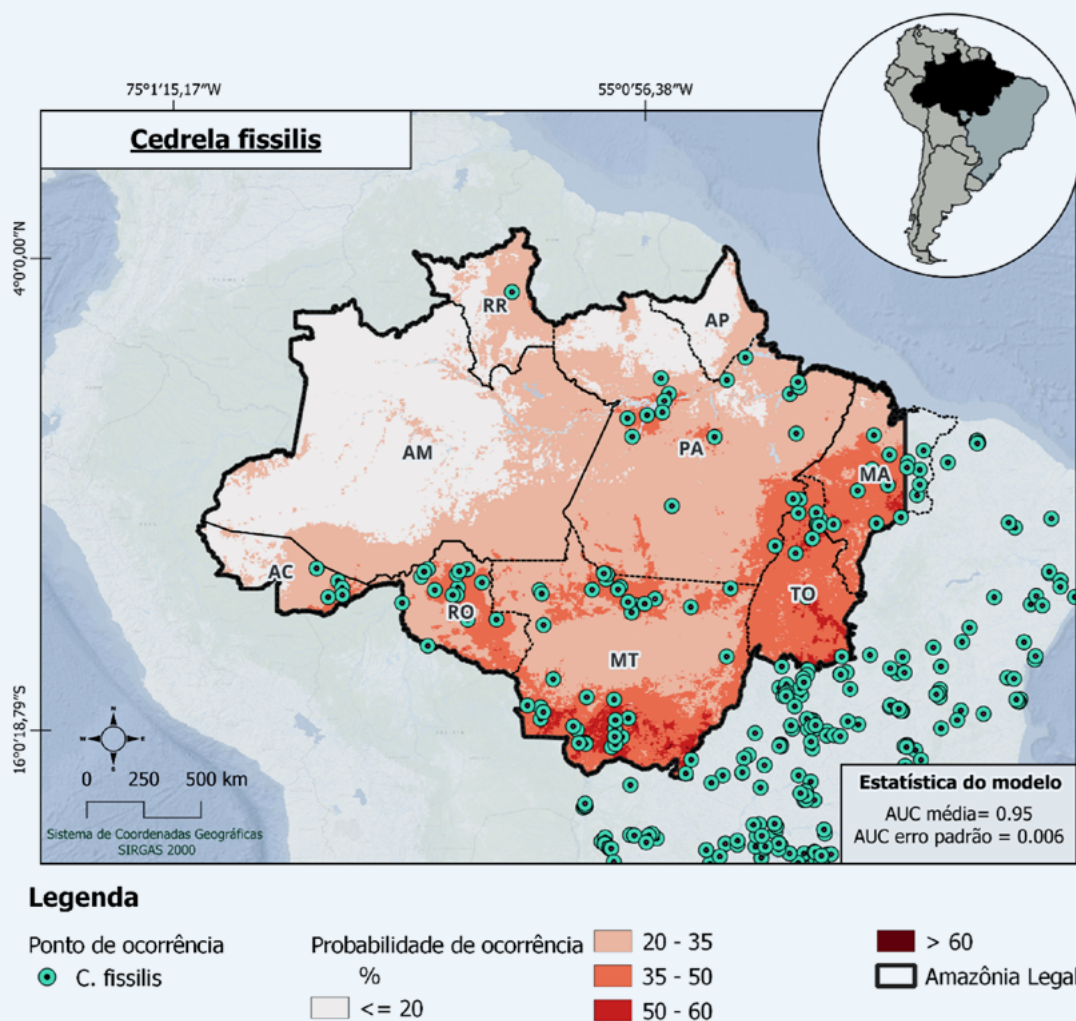 75°1'15,17"W
55°0'56,38"W
Cedrela fissilis
4°0'0,00"N
RR
AP
AM
PA
MA
AC
RO
TO
MT
16°0'18,79"S
N
W
E
S
0 250 500 km
Sistema de Coordenadas Geográficas
SIRGAS 2000
Estatística do modelo
AUC média= 0.95
AUC erro padrão = 0.006
Legenda
Ponto de ocorrência
C. fissilis
Probabilidade de ocorrência
%
<= 20
20 - 35
35 - 50
50 - 60
> 60
Amazônia Legal